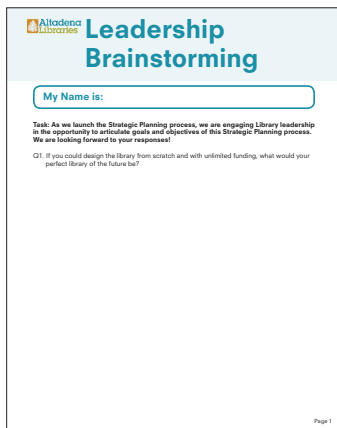 Altadena
Libraries
Leadership
Brainstorming
My Name is:
Task: As we launch the Strategic Planning process, we are engaging Library leadership
in the opportunity to articulate goals and objectives of this Strategic Planning process.
We are looking forward to your responses!
Q1. If you could design the library from scratch and with unlimited funding, what would your
perfect library of the future be?
Page 1